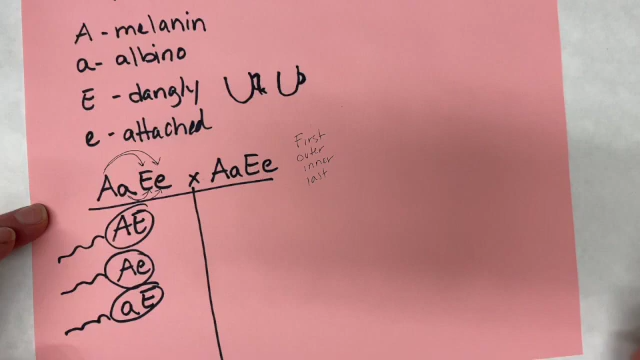 A - melanin
a - albino
E - dangly
e - attached
First
outer
inner
last
AaEe x AaEe
AE
Ae
aE